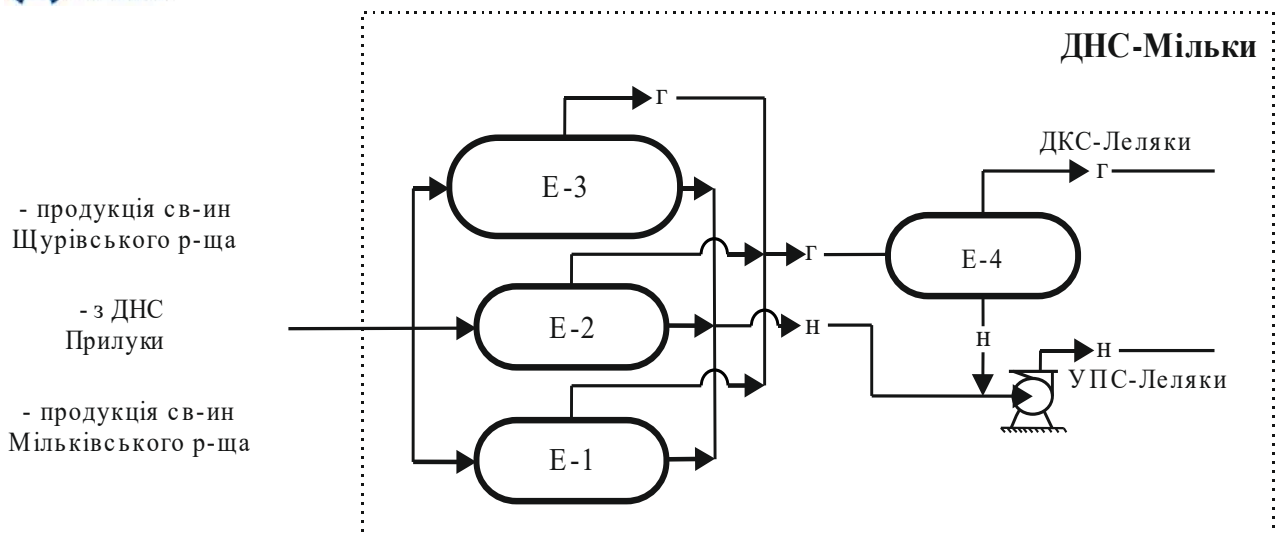 ДНС-Мільки
г
Е-3
ДКС-Леляки
г
- продукція св-ин
Щурівського р-ща
г
Е-4
- з ДНС
Прилуки
Е-2
н
н
н
УПС-Леляки
- продукція св-ин
Мільківського р-ща
Е-1